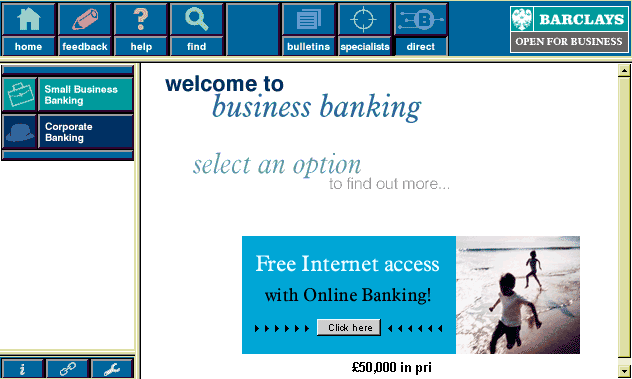 home
feedback
help
find
bulletins
specialists
direct
BARCLAYS
OPEN FOR BUSINESS
Small Business
Banking
Corporate
Banking
welcome to
business banking
select an option
to find out more...
Free Internet access
with Online Banking!
Click here
£50,000 in pri